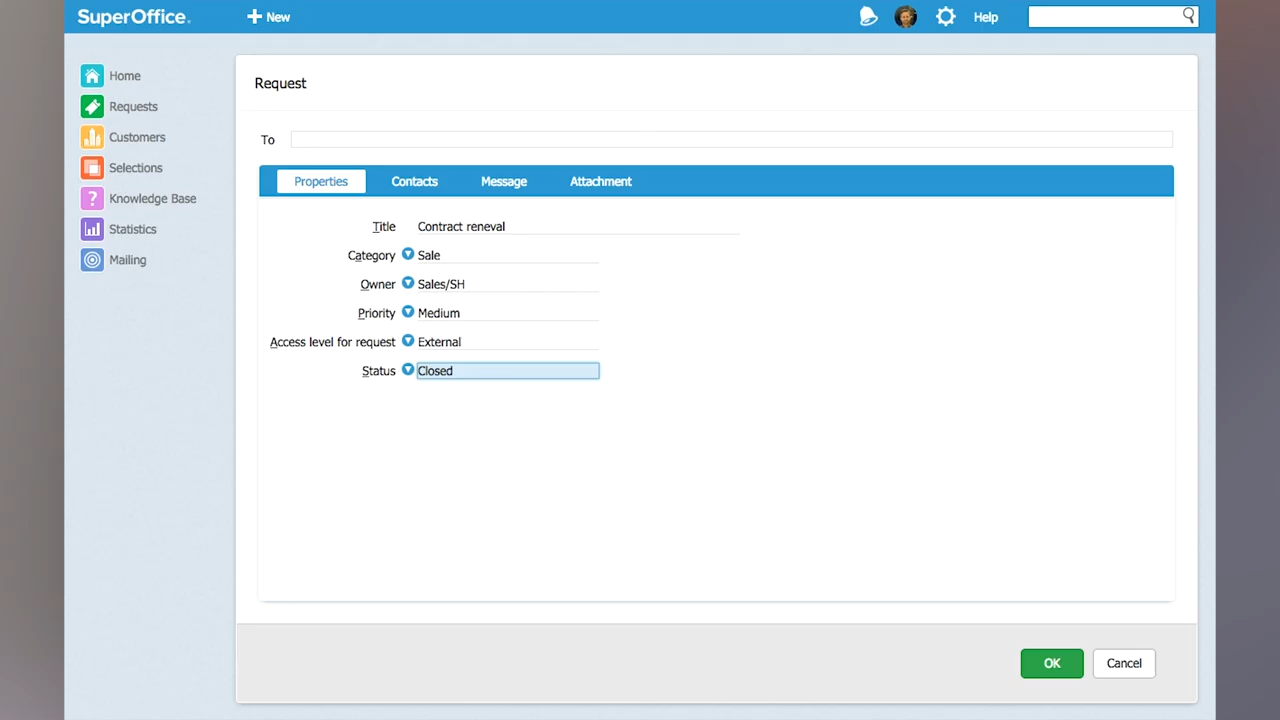 SuperOffice.
New
Help
Home
Requests
Customers
Selections
? Knowledge Base
Statistics
Mailing
Request
To
Properties Contacts Message Attachment
Title Contract reneval
Category Sale
Owner Sales/SH
Priority Medium
Access level for request External
Status Closed
OK Cancel